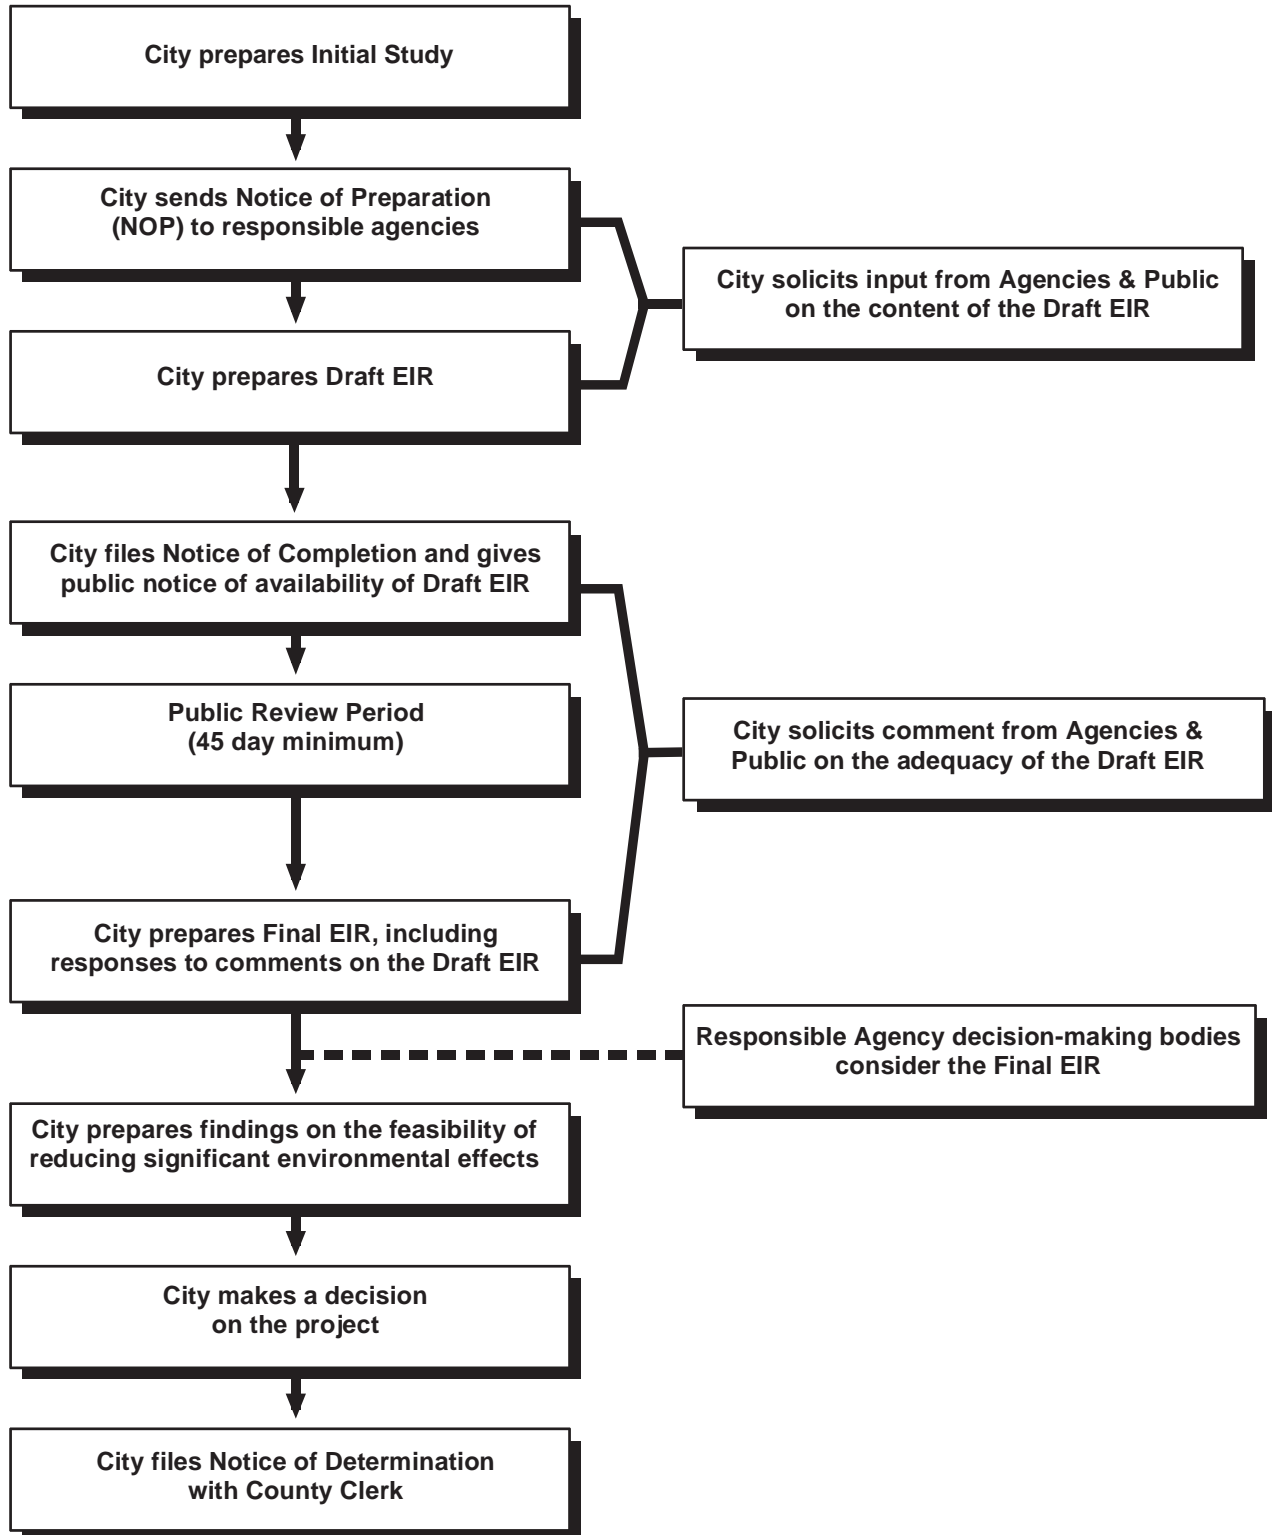 City prepares Initial Study
City sends Notice of Preparation
(NOP) to responsible agencies
City solicits input from Agencies & Public
on the content of the Draft EIR
City prepares Draft EIR
City files Notice of Completion and gives
public notice of availability of Draft EIR
Public Review Period
(45 day minimum)
City solicits comment from Agencies &
Public on the adequacy of the Draft EIR
City prepares Final EIR, including
responses to comments on the Draft EIR
Responsible Agency decision-making bodies
consider the Final EIR
City prepares findings on the feasibility of
reducing significant environmental effects
City makes a decision
on the project
City files Notice of Determination
with County Clerk